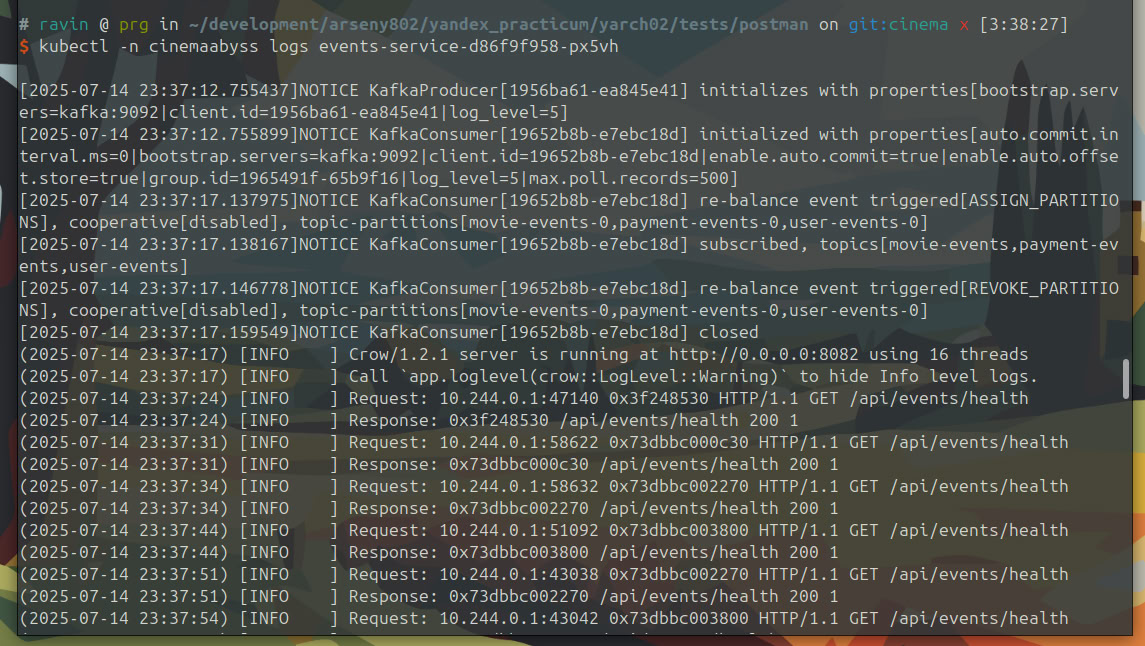 # ravin @ prg in ~/development/arseny802/yandex_practicum/yarch02/tests/postman on git:cinema x [3:38:27]
$ kubectl -n cinemaabyss logs events-service-d86f9f958-px5vh
[2025-07-14 23:37:12.755437]NOTICE KafkaProducer[1956ba61-ea845e41] initializes with properties[bootstrap.serv
ers=kafka:9092|client.id=1956ba61-ea845e41|log_level=5]
[2025-07-14 23:37:12.755899]NOTICE KafkaConsumer[19652b8b-e7ebc18d] initialized with properties[auto.commit.in
terval.ms=0|bootstrap.servers=kafka:9092|client.id=19652b8b-e7ebc18d|enable.auto.commit=true|enable.auto.offse
t.store=true|group.id=1965491f-65b9f16|log_level=5|max.poll.records=500]
[2025-07-14 23:37:17.137975]NOTICE KafkaConsumer[19652b8b-e7ebc18d] re-balance event triggered[ASSIGN_PARTITIO
NS], cooperative[disabled], topic-partitions[movie-events-0,payment-events-0,user-events-0]
[2025-07-14 23:37:17.138167]NOTICE KafkaConsumer[19652b8b-e7ebc18d] subscribed, topics[movie-events,payment-ev
ents,user-events]
[2025-07-14 23:37:17.146778]NOTICE KafkaConsumer[19652b8b-e7ebc18d] re-balance event triggered[REVOKE_PARTITIO
NS], cooperative[disabled], topic-partitions[movie-events-0,payment-events-0,user-events-0]
[2025-07-14 23:37:17.159549]NOTICE KafkaConsumer[19652b8b-e7ebc18d] closed
(2025-07-14 23:37:17) [INFO    ] Crow/1.2.1 server is running at http://0.0.0.0:8082 using 16 threads
(2025-07-14 23:37:17) [INFO    ] Call `app.loglevel(crow::LogLevel::Warning)` to hide Info level logs.
(2025-07-14 23:37:24) [INFO    ] Request: 10.244.0.1:47140 0x3f248530 HTTP/1.1 GET /api/events/health
(2025-07-14 23:37:24) [INFO    ] Response: 0x3f248530 /api/events/health 200 1
(2025-07-14 23:37:31) [INFO    ] Request: 10.244.0.1:58622 0x73dbbc000c30 HTTP/1.1 GET /api/events/health
(2025-07-14 23:37:31) [INFO    ] Response: 0x73dbbc000c30 /api/events/health 200 1
(2025-07-14 23:37:34) [INFO    ] Request: 10.244.0.1:58632 0x73dbbc002270 HTTP/1.1 GET /api/events/health
(2025-07-14 23:37:34) [INFO    ] Response: 0x73dbbc002270 /api/events/health 200 1
(2025-07-14 23:37:44) [INFO    ] Request: 10.244.0.1:51092 0x73dbbc003800 HTTP/1.1 GET /api/events/health
(2025-07-14 23:37:44) [INFO    ] Response: 0x73dbbc003800 /api/events/health 200 1
(2025-07-14 23:37:51) [INFO    ] Request: 10.244.0.1:43038 0x73dbbc002270 HTTP/1.1 GET /api/events/health
(2025-07-14 23:37:51) [INFO    ] Response: 0x73dbbc002270 /api/events/health 200 1
(2025-07-14 23:37:54) [INFO    ] Request: 10.244.0.1:43042 0x73dbbc003800 HTTP/1.1 GET /api/events/health